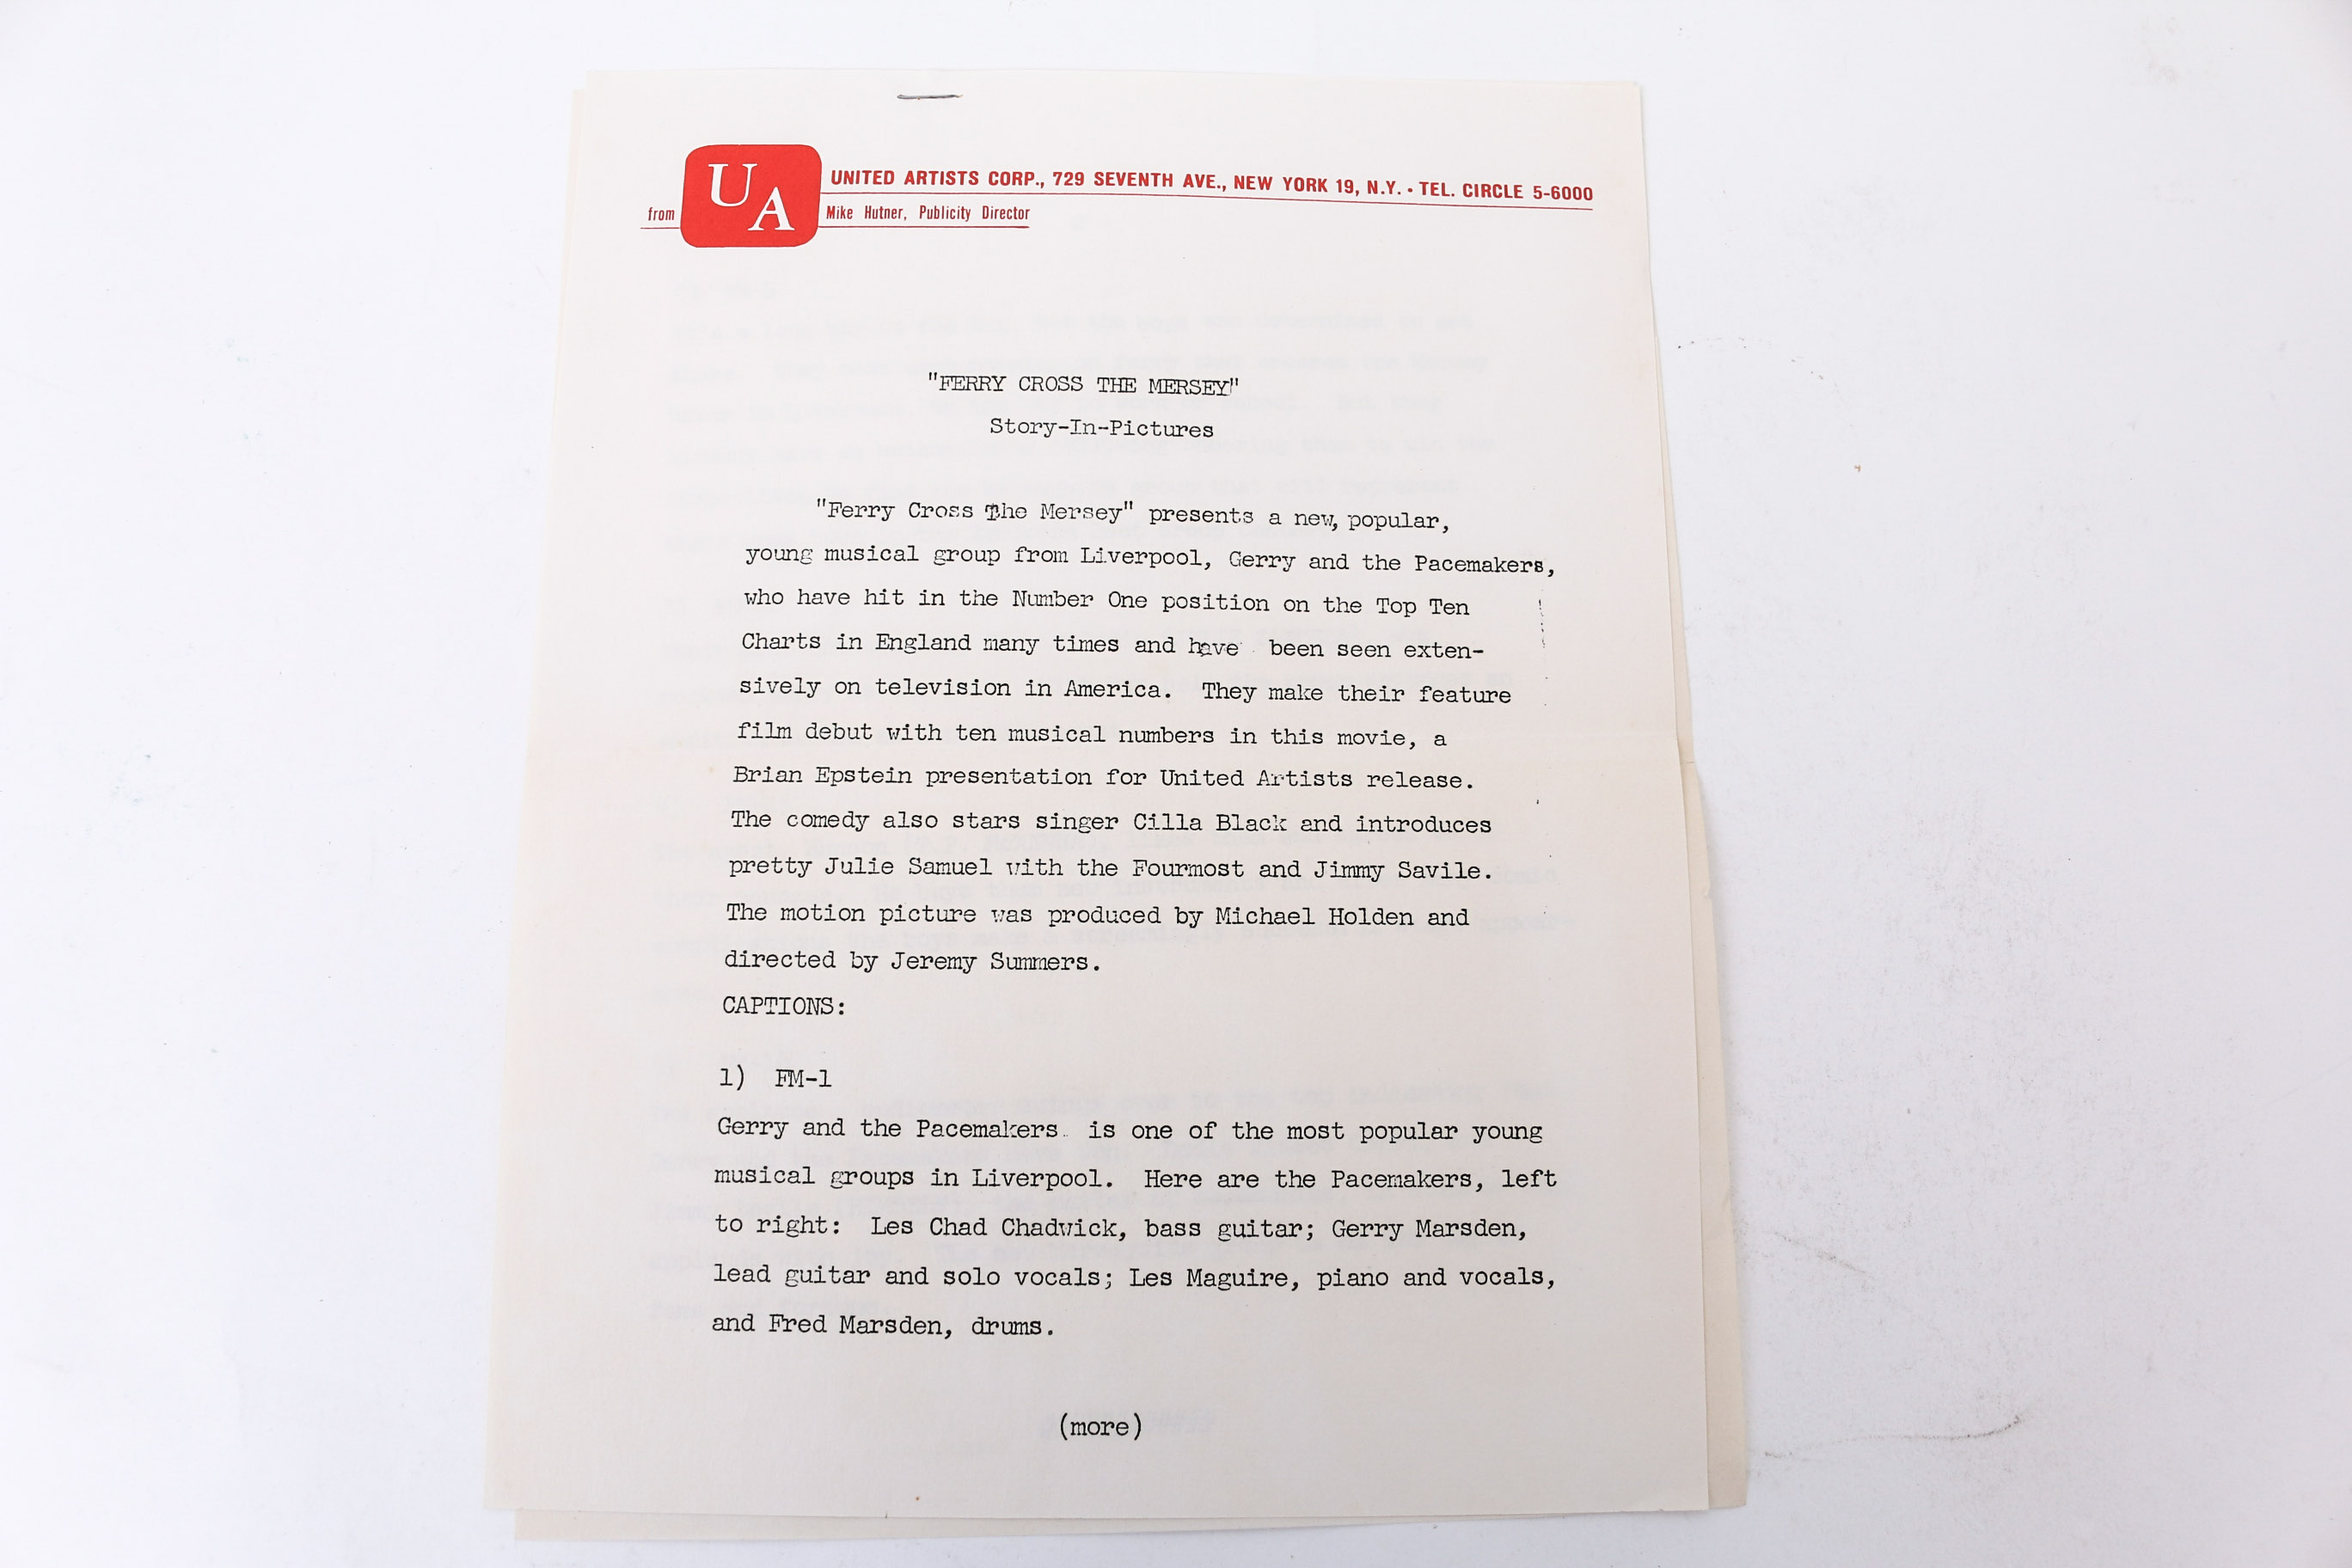 UA
UNITED ARTISTS CORP., 729 SEVENTH AVE., NEW YORK 19, N.Y. • TEL. CIRCLE 5-6000
from Mike Hutner, Publicity Director
"FERRY CROSS THE MERSEY"
Story-In-Pictures
"Ferry Cross The Mersey" presents a new, popular,
young musical group from Liverpool, Gerry and the Pacemakers,
who have hit in the Number One position on the Top Ten
Charts in England many times and have been seen exten-
sively on television in America. They make their feature
film debut with ten musical numbers in this movie, a
Brian Epstein presentation for United Artists release.
The comedy also stars singer Cilla Black and introduces
pretty Julie Samuel with the Fourmost and Jimmy Savile.
The motion picture was produced by Michael Holden and
directed by Jeremy Summers.
CAPTIONS:
1) FM-1
Gerry and the Pacemakers is one of the most popular young
musical groups in Liverpool. Here are the Pacemakers, left
to right: Les Chad Chadwick, bass guitar; Gerry Marsden,
lead guitar and solo vocals; Les Maguire, piano and vocals,
and Fred Marsden, drums.
(more)